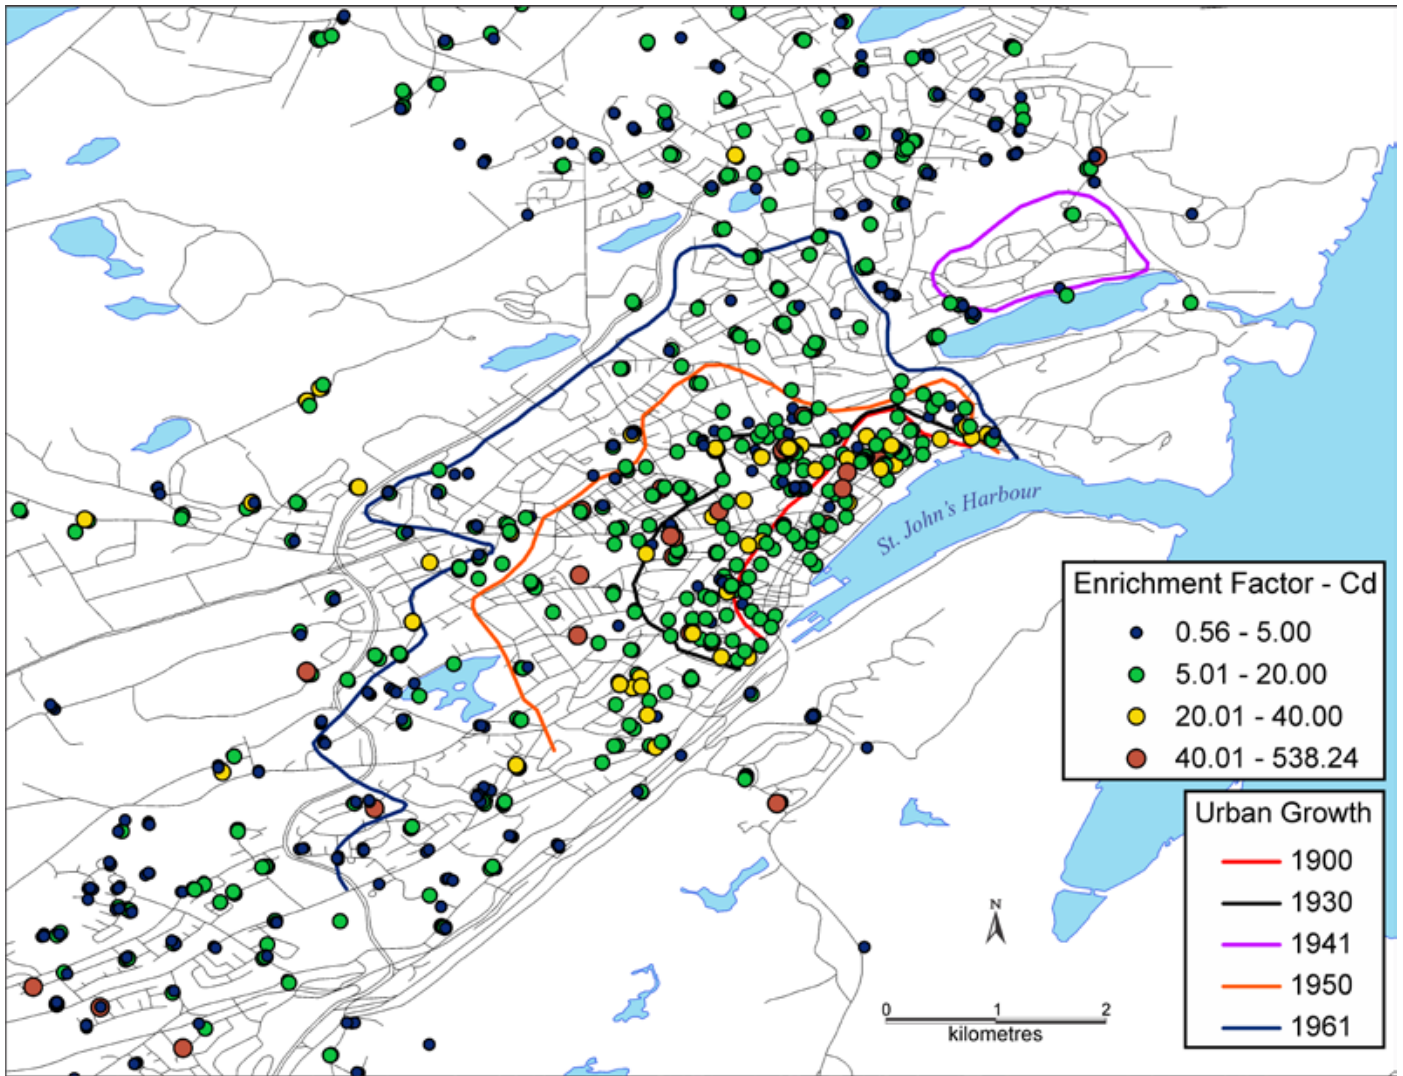 St. John's Harbour
Enrichment Factor - Cd
0.56 - 5.00
5.01 - 20.00
20.01 - 40.00
40.01 - 538.24
Urban Growth
1900
1930
1941
1950
1961
N
0 1 2
kilometres